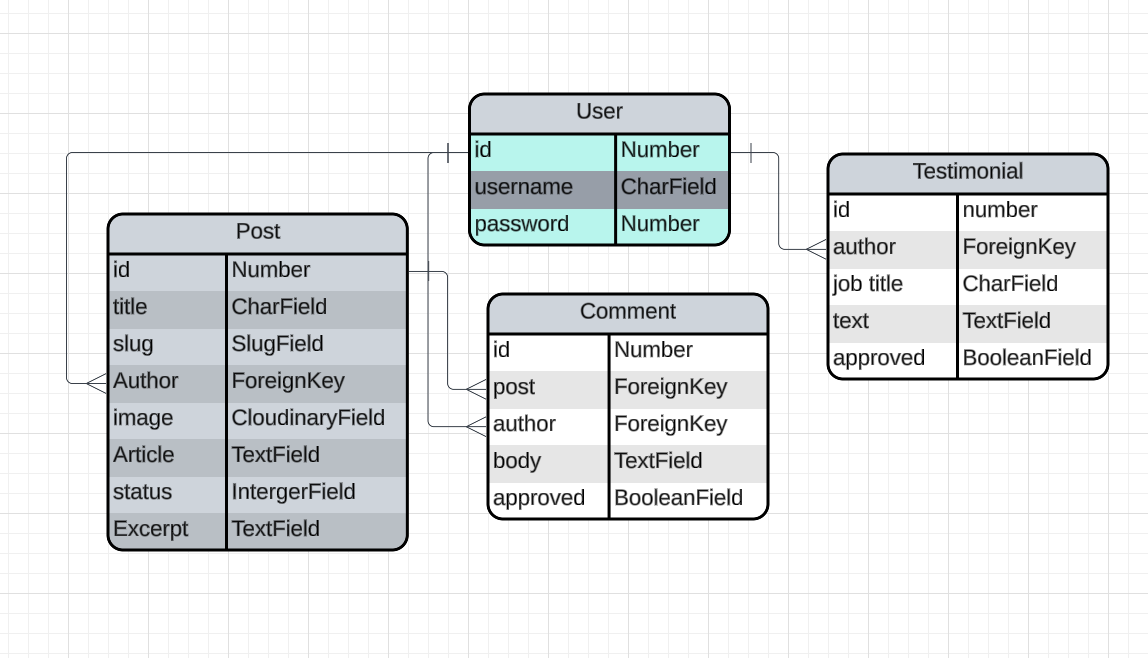 User
id Number
username CharField
password Number
Testimonial
id number
author ForeignKey
job title CharField
text TextField
approved BooleanField
Post
id Number
title CharField
slug SlugField
Author ForeignKey
image CloudinaryField
Article TextField
status IntergerField
Excerpt TextField
Comment
id Number
post ForeignKey
author ForeignKey
body TextField
approved BooleanField